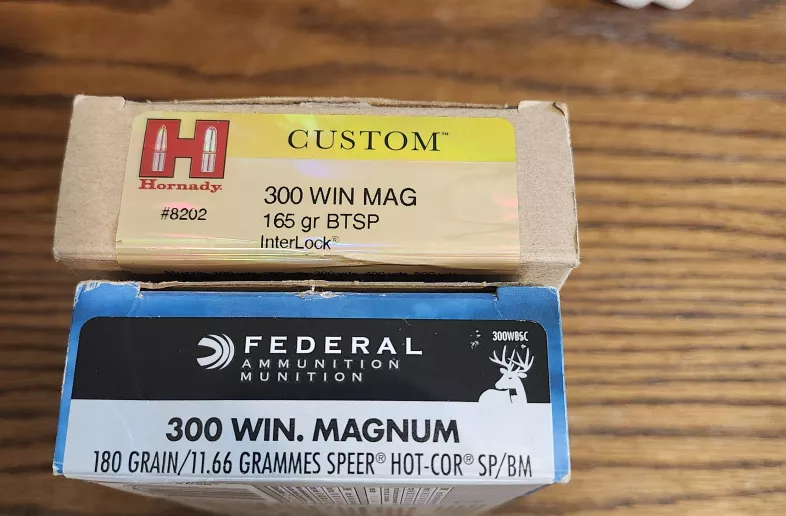 CUSTOM™
Hornady
#8202
300 WIN MAG
165 gr BTSP
InterLock®
300WBSC
FEDERAL
AMMUNITION
MUNITION
300 WIN. MAGNUM
180 GRAIN/11.66 GRAMMES SPEER® HOT-COR® SP/BM